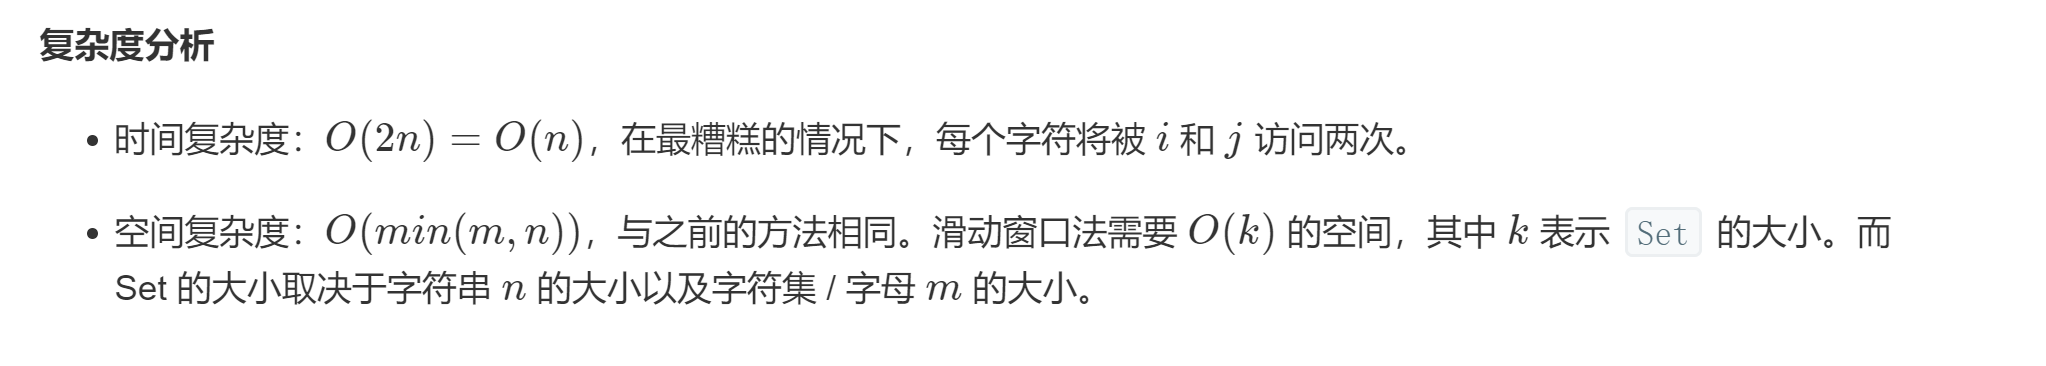 复杂度分析
• 时间复杂度：O(2n) = O(n)，在最糟糕的情况下，每个字符将被 i 和 j 访问两次。
• 空间复杂度：O(min(m, n))，与之前的方法相同。滑动窗口法需要 O(k) 的空间，其中 k 表示 Set 的大小。而
Set 的大小取决于字符串 n 的大小以及字符集 / 字母 m 的大小。